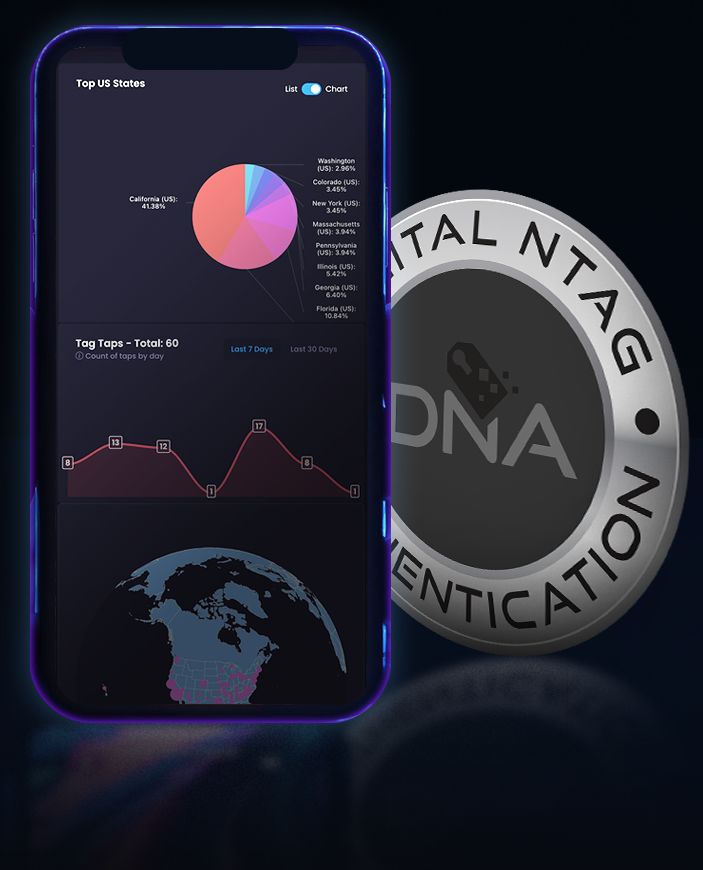 Top US States
List Chart
Washington
(US): 2.96%
Colorado (US):
3.45%
New York (US):
3.45%
Massachusetts
(US): 3.94%
Pennsylvania
(US): 3.94%
Illinois (US):
5.42%
Georgia (US):
6.40%
Florida (US):
10.84%
California (US):
41.38%
Tag Taps - Total: 60
Count of taps by day
Last 7 Days Last 30 Days
8
13
12
1
17
8
1
ITAL NTAG
DNA
ENTICATION